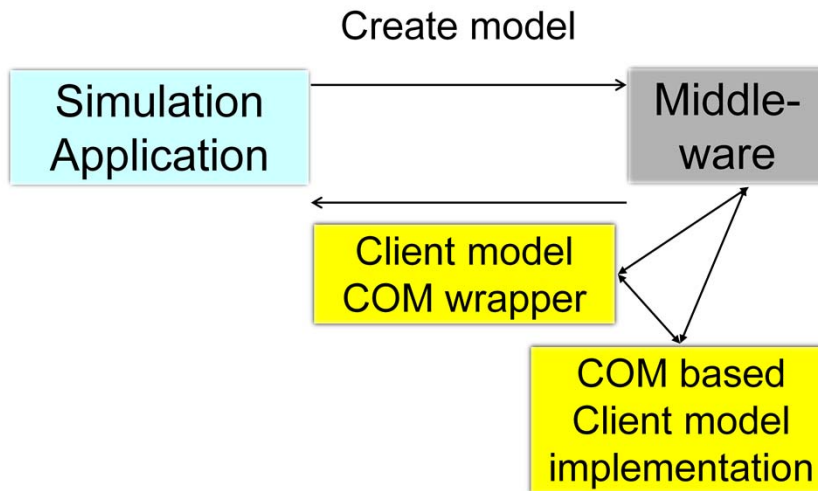 Create model
Simulation
Application
Middle-
ware
Client model
COM wrapper
COM based
Client model
implementation